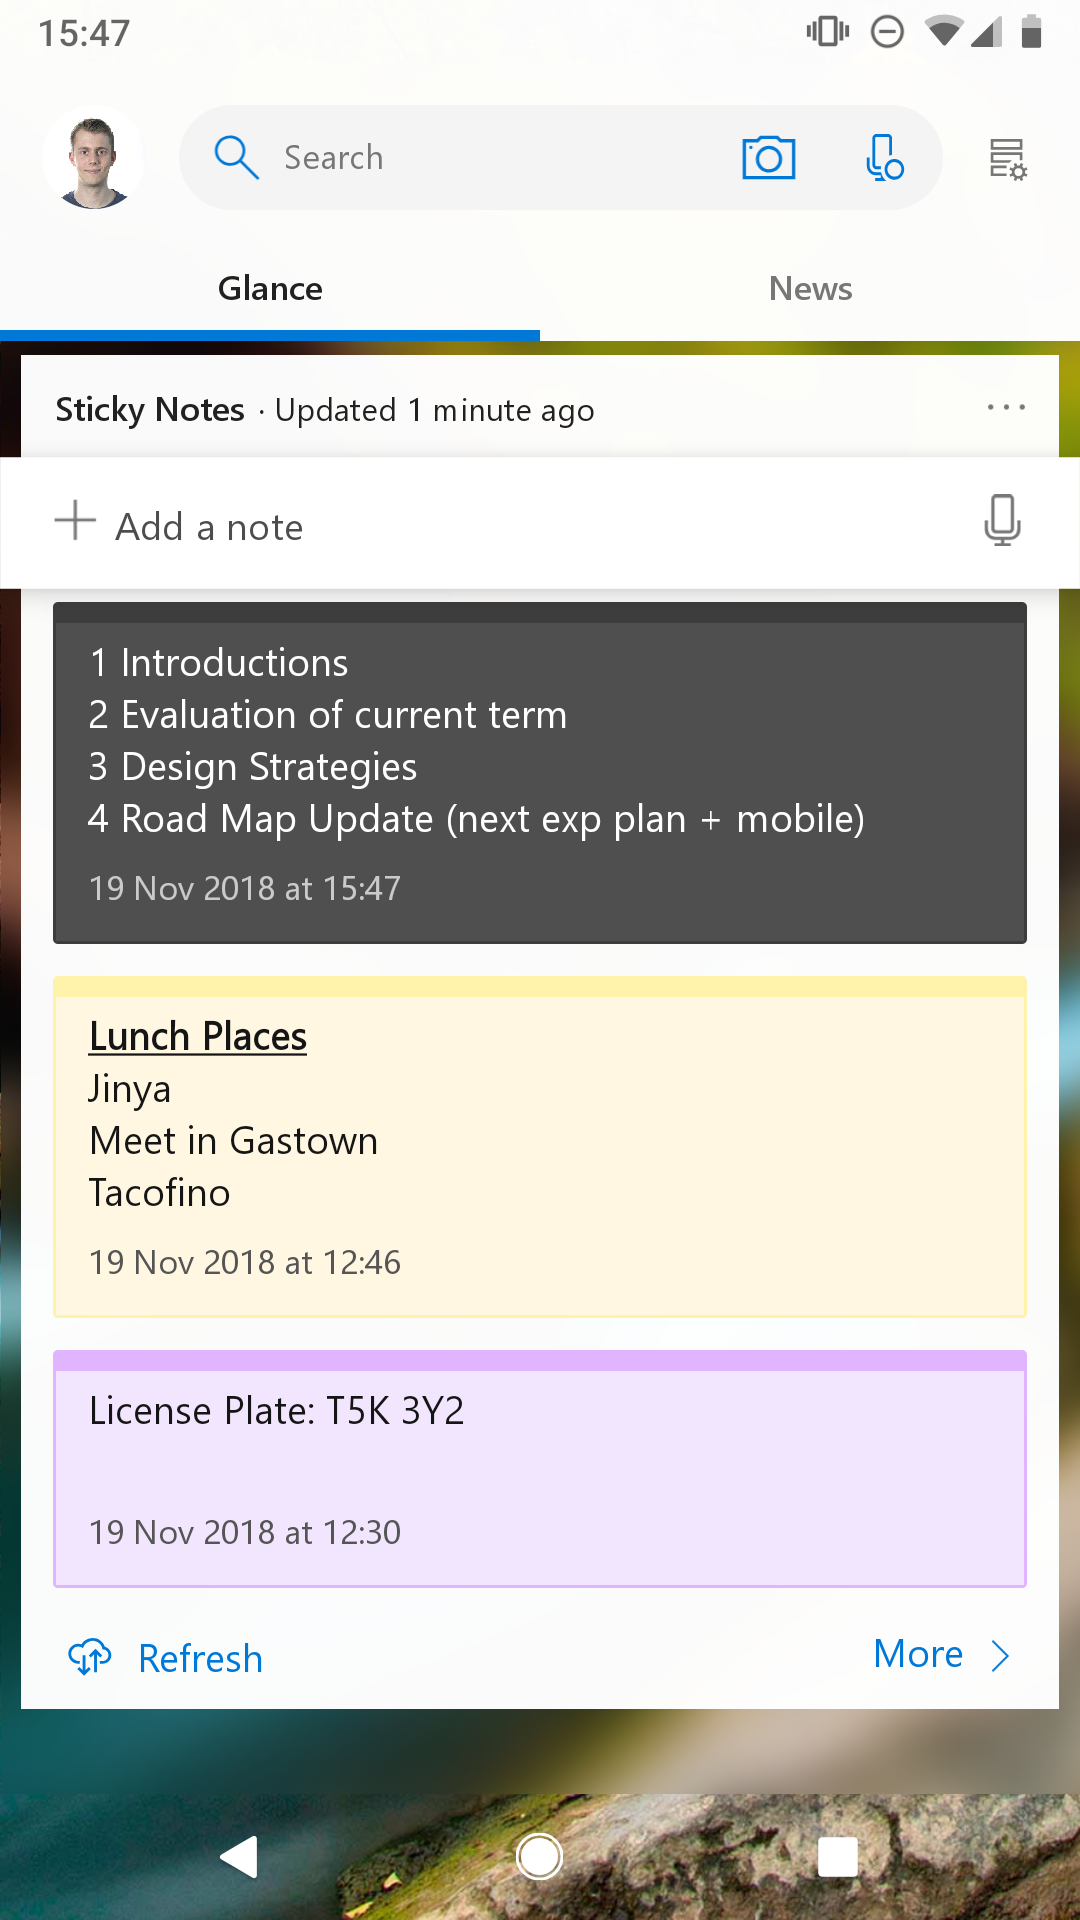 15:47
Search
Glance
News
Sticky Notes · Updated 1 minute ago
Add a note
1 Introductions
2 Evaluation of current term
3 Design Strategies
4 Road Map Update (next exp plan + mobile)
19 Nov 2018 at 15:47
Lunch Places
Jinya
Meet in Gastown
Tacofino
19 Nov 2018 at 12:46
License Plate: T5K 3Y2
19 Nov 2018 at 12:30
Refresh
More